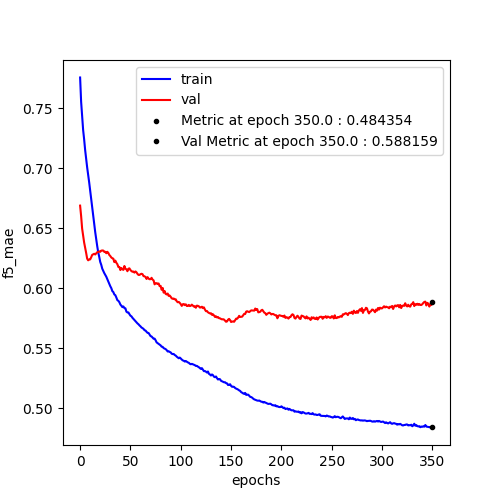 train
val
Metric at epoch 350.0 : 0.484354
Val Metric at epoch 350.0 : 0.588159
f5_mae
0.75
0.70
0.65
0.60
0.55
0.50
0 50 100 150 200 250 300 350
epochs